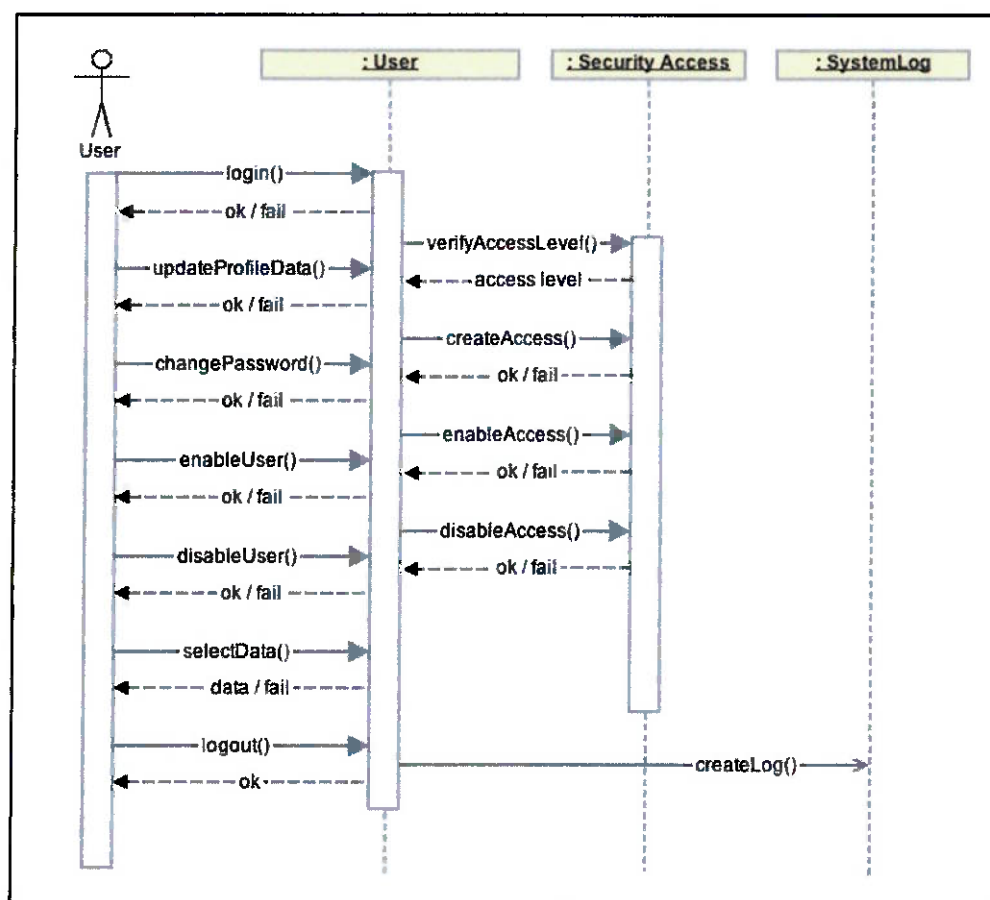 : User
: Security Access
: SystemLog
User
login()
ok / fail
verifyAccessLevel()
updateProfileData()
access level
ok / fail
createAccess()
changePassword()
ok / fail
ok / fail
enableAccess()
enableUser()
ok / fail
ok / fail
disableAccess()
disableUser()
ok / fail
ok / fail
selectData()
data / fail
logout()
createLog()
ok